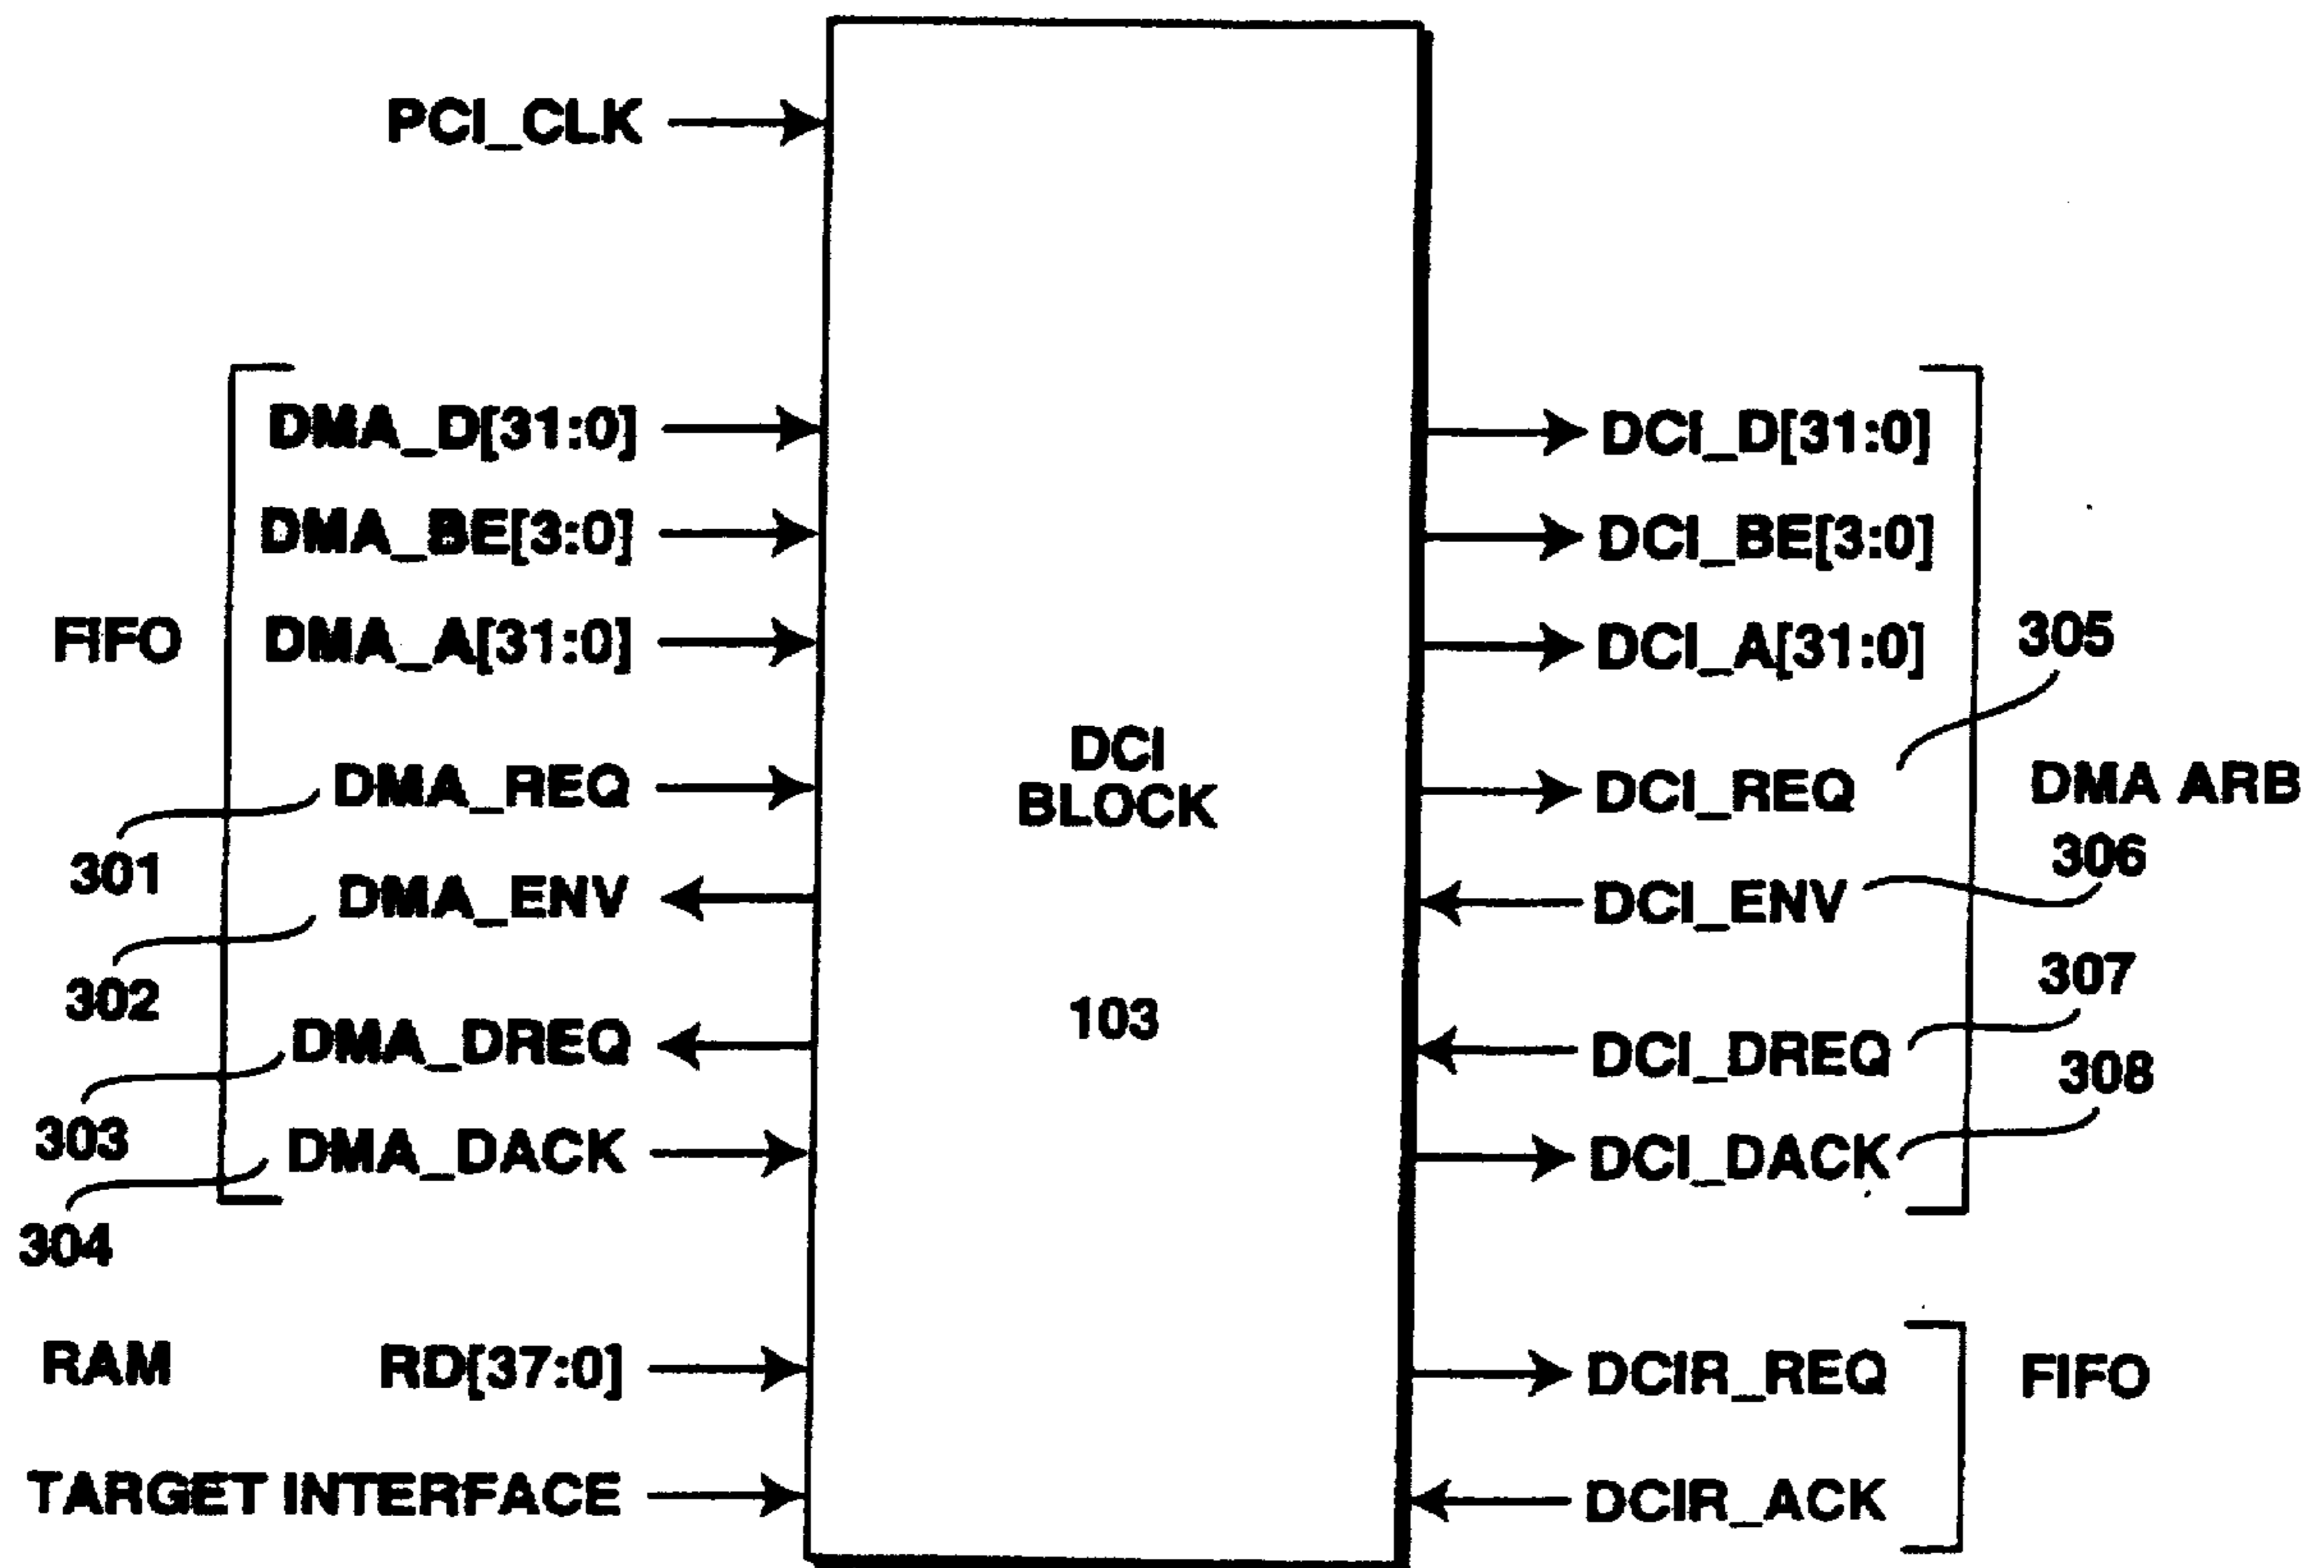 PCI_CLK
FIFO
DMA_D[31:0]
DMA_BE[3:0]
DMA_A[31:0]
DMA_REQ
301
DMA_ENV
302
DMA_DREQ
303
DMA_DACK
304
RAM
RD[37:0]
TARGET INTERFACE
DCI
BLOCK
103
DCI_D[31:0]
DCI_BE[3:0]
DCI_A[31:0]
305
DCI_REQ
DMA ARB
306
DCI_ENV
307
DCI_DREQ
308
DCI_DACK
DCIR_REQ
FIFO
DCIR_ACK